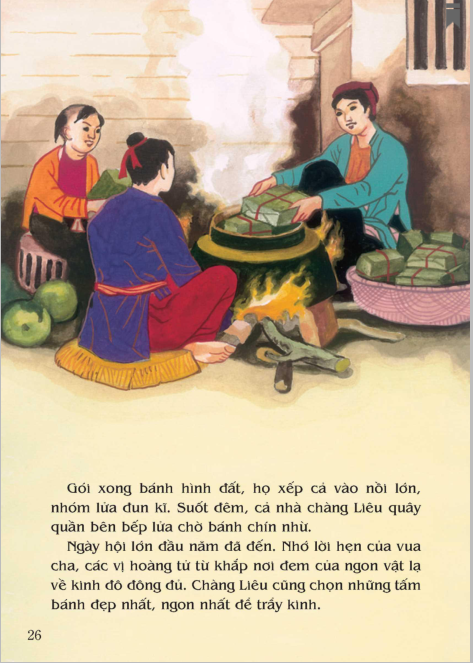 Gói xong bánh hình đất, họ xếp cả vào nồi lớn,
nhóm lửa đun kĩ. Suốt đêm, cả nhà chàng Liêu quây
quần bên bếp lửa chờ bánh chín nhừ.
Ngày hội lớn đầu năm đã đến. Nhớ lời hẹn của vua
cha, các vị hoàng tử từ khắp nơi đem của ngon vật lạ
về kinh đô đông đủ. Chàng Liêu cũng chọn những tấm
bánh đẹp nhất, ngon nhất để trẩy kinh.
26